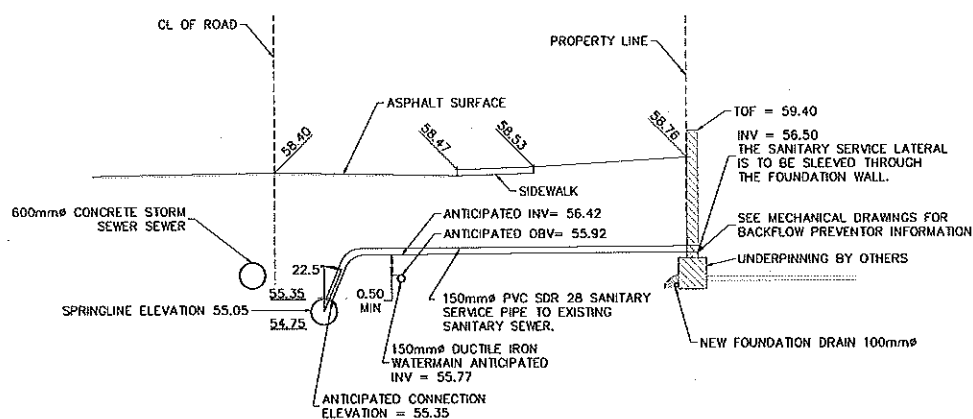 CL OF ROAD
PROPERTY LINE
ASPHALT SURFACE
TOF = 59.40
58.40
58.47
58.53
58.78
INV = 56.50
THE SANITARY SERVICE LATERAL
IS TO BE SLEEVED THROUGH
THE FOUNDATION WALL.
SIDEWALK
600mmø CONCRETE STORM
SEWER SEWER
ANTICIPATED INV= 56.42
ANTICIPATED OBV= 55.92
SEE MECHANICAL DRAWINGS FOR
BACKFLOW PREVENTOR INFORMATION
UNDERPINNING BY OTHERS
22.5°
55.35
SPRINGLINE ELEVATION 55.05
54.75
0.50
MIN
150mmø PVC SDR 28 SANITARY
SERVICE PIPE TO EXISTING
SANITARY SEWER.
NEW FOUNDATION DRAIN 100mmø
150mmø DUCTILE IRON
WATERMAIN ANTICIPATED
INV = 55.77
ANTICIPATED CONNECTION
ELEVATION = 55.35